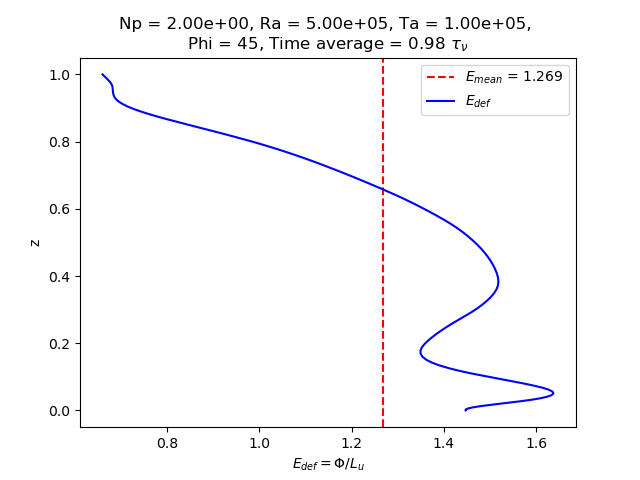 Np = 2.00e+00, Ra = 5.00e+05, Ta = 1.00e+05,
Phi = 45, Time average = 0.98 τ_ν
E_mean = 1.269
E_def
1.0
0.8
0.6
0.4
0.2
0.0
z
0.8 1.0 1.2 1.4 1.6
E_def = Φ/L_u